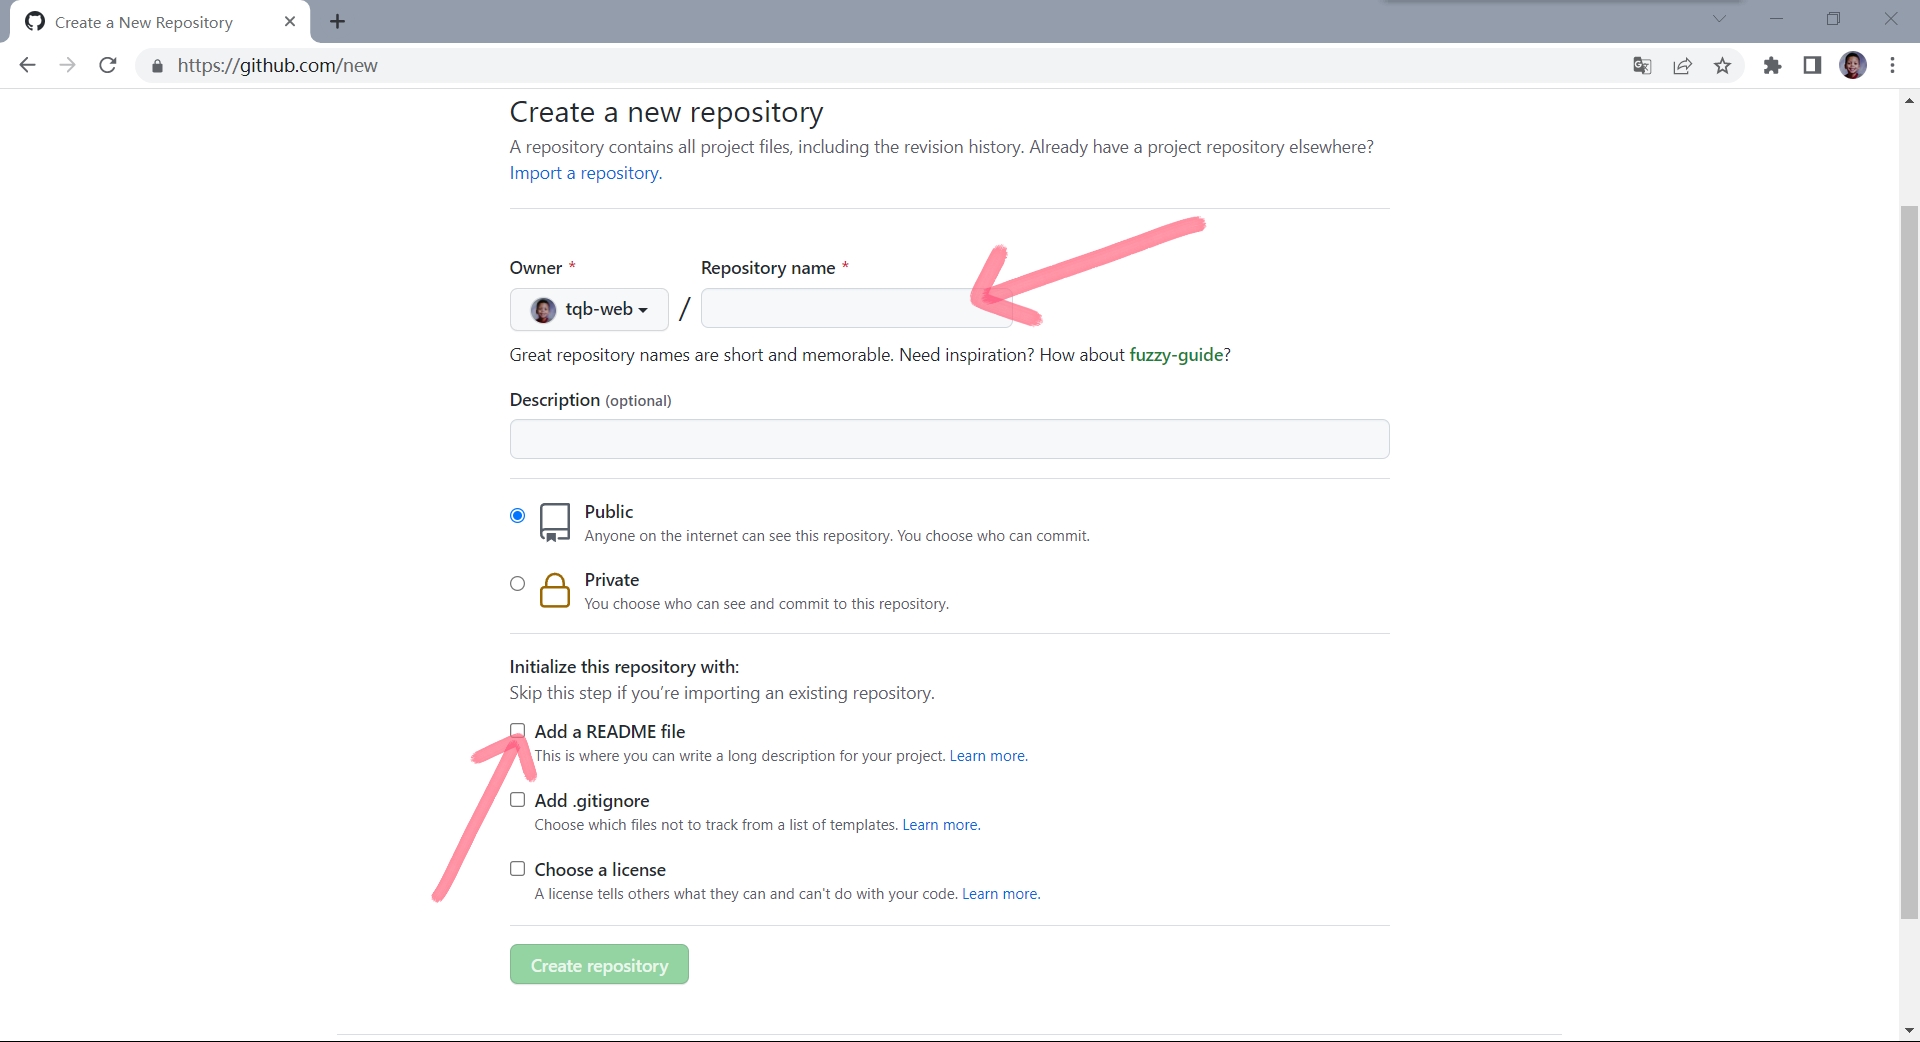 Create a New Repository
https://github.com/new
Create a new repository
A repository contains all project files, including the revision history. Already have a project repository elsewhere?
Import a repository.
Owner * Repository name *
tqb-web /
Great repository names are short and memorable. Need inspiration? How about fuzzy-guide?
Description (optional)
Public
Anyone on the internet can see this repository. You choose who can commit.
Private
You choose who can see and commit to this repository.
Initialize this repository with:
Skip this step if you’re importing an existing repository.
Add a README file
This is where you can write a long description for your project. Learn more.
Add .gitignore
Choose which files not to track from a list of templates. Learn more.
Choose a license
A license tells others what they can and can't do with your code. Learn more.
Create repository